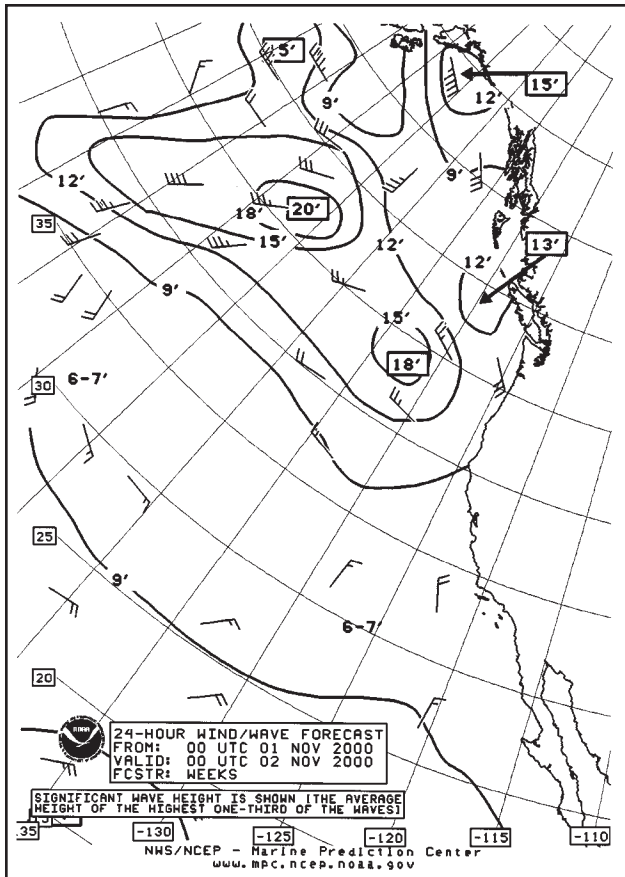 5'
15'
9'
12'
9'
12'
35
18'
20'
13'
12'
15'
12'
9'
15'
18'
30
6-7'
25
9'
6-7'
20
NOAA
24-HOUR WIND/WAVE FORECAST
FROM: 00 UTC 01 NOV 2000
VALID: 00 UTC 02 NOV 2000
FCSTR: WEEKS
SIGNIFICANT WAVE HEIGHT IS SHOWN (THE AVERAGE
HEIGHT OF THE HIGHEST ONE-THIRD OF THE WAVES)
.35 -130 -125 -120 -115 -110
NWS/NCEP - Marine Prediction Center
www.mpc.ncep.noaa.gov